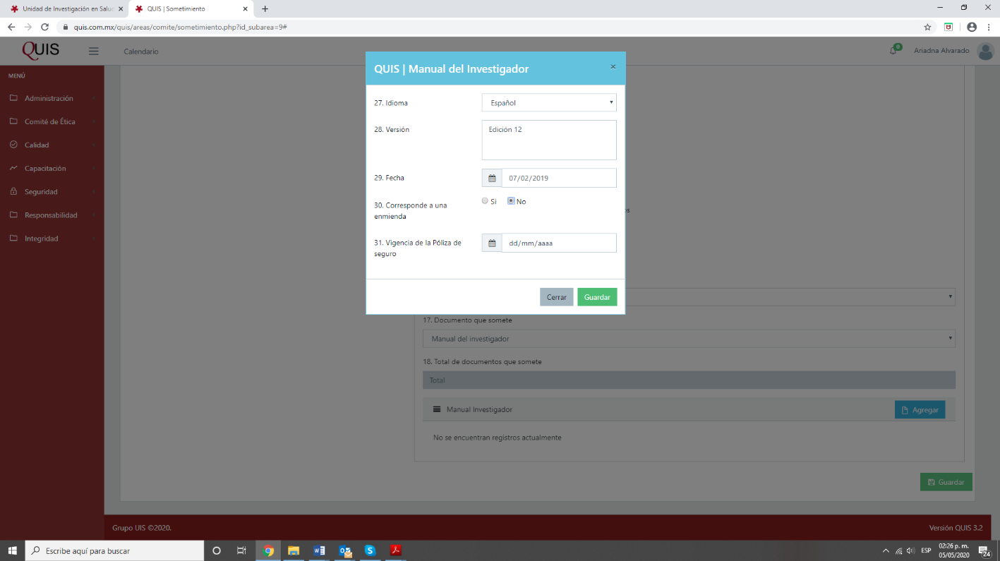 Unidad de Investigación en Salud
QUIS | Sometimiento
quis.com.mx/quis/areas/comite/sometimiento.php?id_subarea=9#
QUIS
Calendario
0
Ariadna Alvarado
MENÚ
Administración
Comité de Ética
Calidad
Capacitación
Seguridad
Responsabilidad
Integridad
QUIS | Manual del Investigador
×
27. Idioma
Español
28. Versión
Edición 12
29. Fecha
07/02/2019
30. Corresponde a una
enmienda
Si
No
31. Vigencia de la Póliza de
seguro
dd/mm/aaaa
Cerrar
Guardar
17. Documento que somete
Manual del investigador
18. Total de documentos que somete
Total
Manual Investigador
Agregar
No se encuentran registros actualmente
Guardar
Grupo UIS ©2020.
Versión QUIS 3.2
Escribe aquí para buscar
ESP
02:26 p. m.
05/05/2020
24